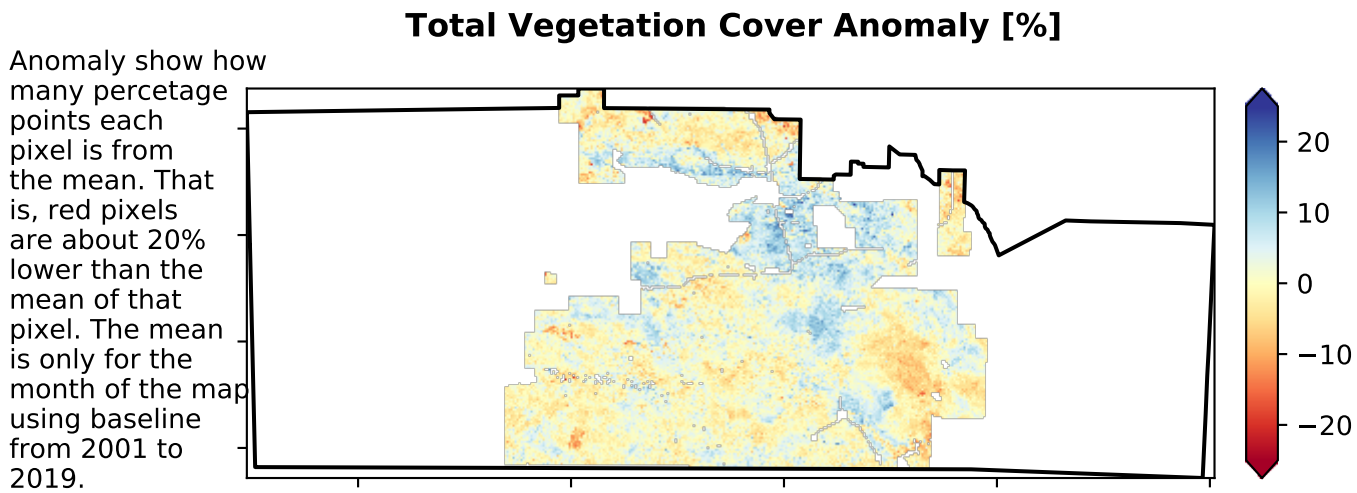 Total Vegetation Cover Anomaly [%]
Anomaly show how
many percetage
points each
pixel is from
the mean. That
is, red pixels
are about 20%
lower than the
mean of that
pixel. The mean
is only for the
month of the map
using baseline
from 2001 to
2019.
20
10
0
−10
−20